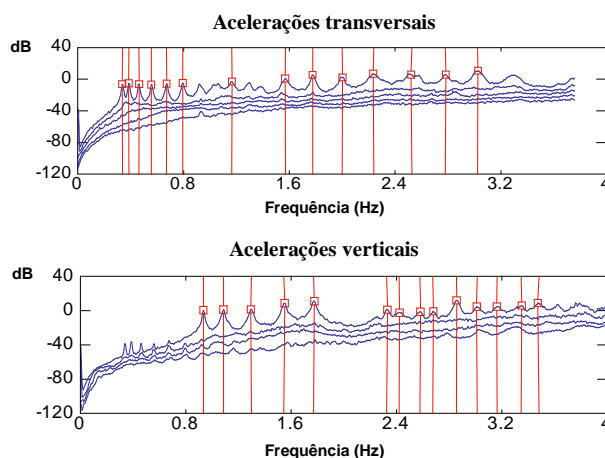 Acelerações transversais
dB
40
0
-40
-80
-120
0 0.8 1.6 2.4 3.2 4
Frequência (Hz)
Acelerações verticais
dB
40
0
-40
-80
-120
0 0.8 1.6 2.4 3.2 4
Frequência (Hz)